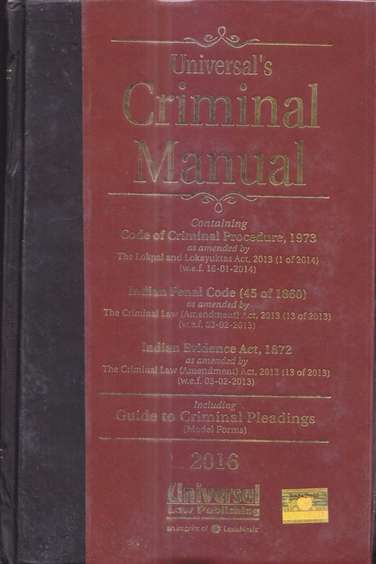 Universal's
Criminal
Manual
Containing
Code of Criminal Procedure, 1973
as amended by
The Lokpal and Lokayuktas Act, 2013 (1 of 2014)
(w.e.f. 16-01-2014)
Indian Penal Code (45 of 1860)
as amended by
The Criminal Law (Amendment) Act, 2013 (13 of 2013)
(w.e.f. 03-02-2013)
Indian Evidence Act, 1872
as amended by
The Criminal Law (Amendment) Act, 2013 (13 of 2013)
(w.e.f. 03-02-2013)
Including
Guide to Criminal Pleadings
(Model Forms)
2016
Universal
Law Publishing
an imprint of LexisNexis